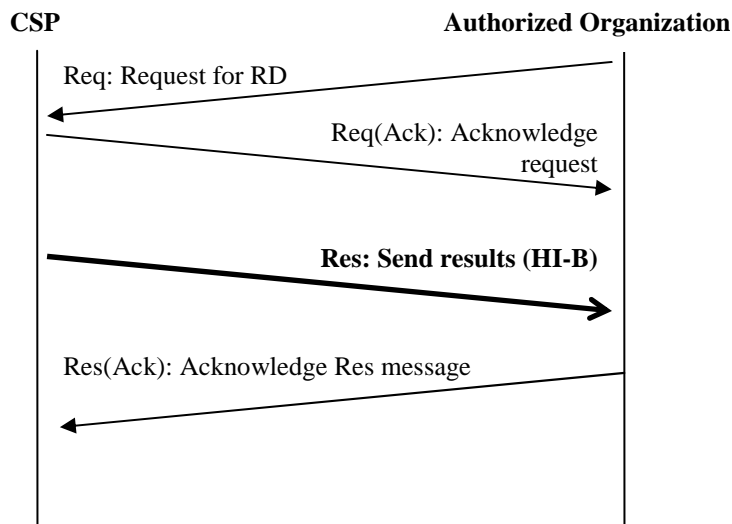 CSP
Authorized Organization
Req: Request for RD
Req(Ack): Acknowledge
request
Res: Send results (HI-B)
Res(Ack): Acknowledge Res message